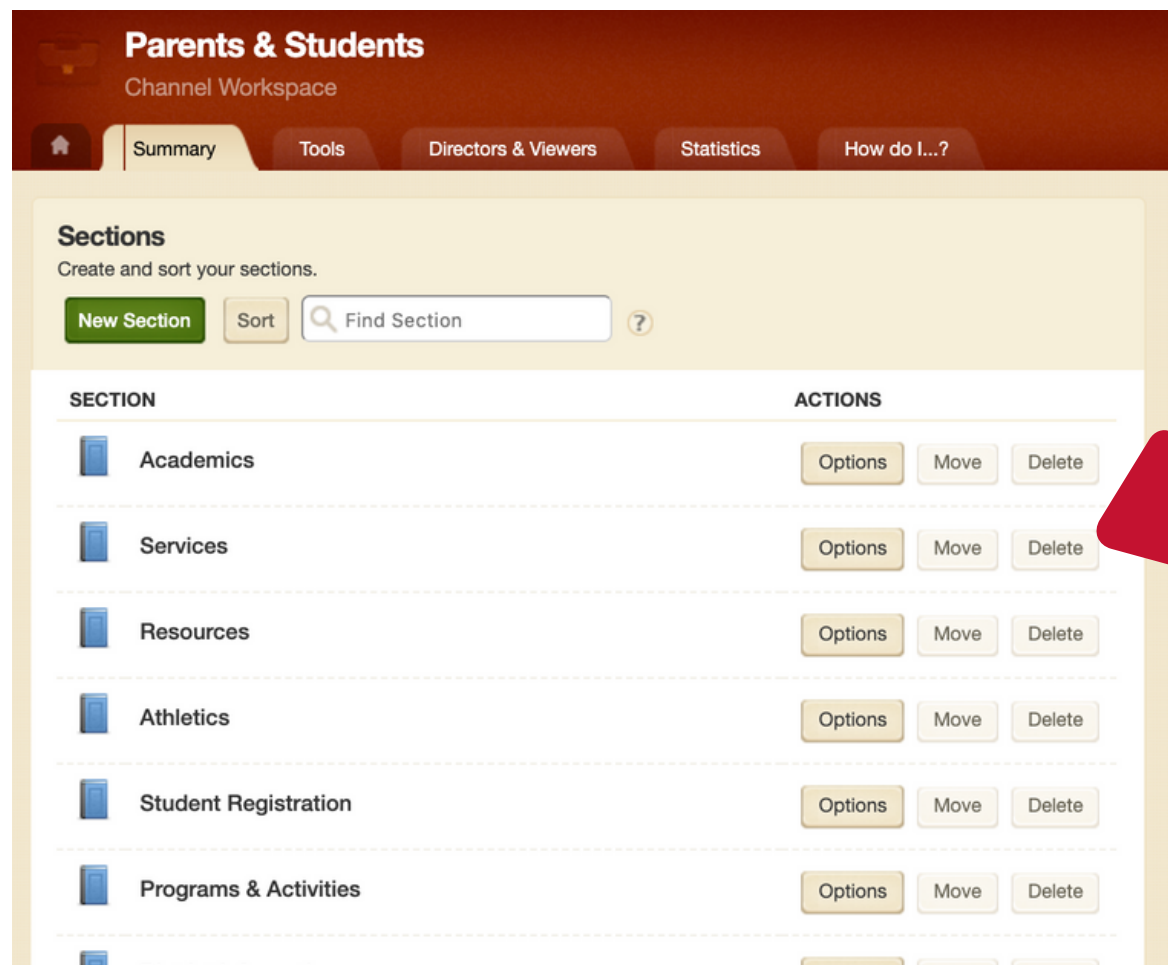 Parents & Students
Channel Workspace
Summary Tools Directors & Viewers Statistics How do I...?
Sections
Create and sort your sections.
New Section Sort Find Section ?
SECTION ACTIONS
Academics Options Move Delete
Services Options Move Delete
Resources Options Move Delete
Athletics Options Move Delete
Student Registration Options Move Delete
Programs & Activities Options Move Delete